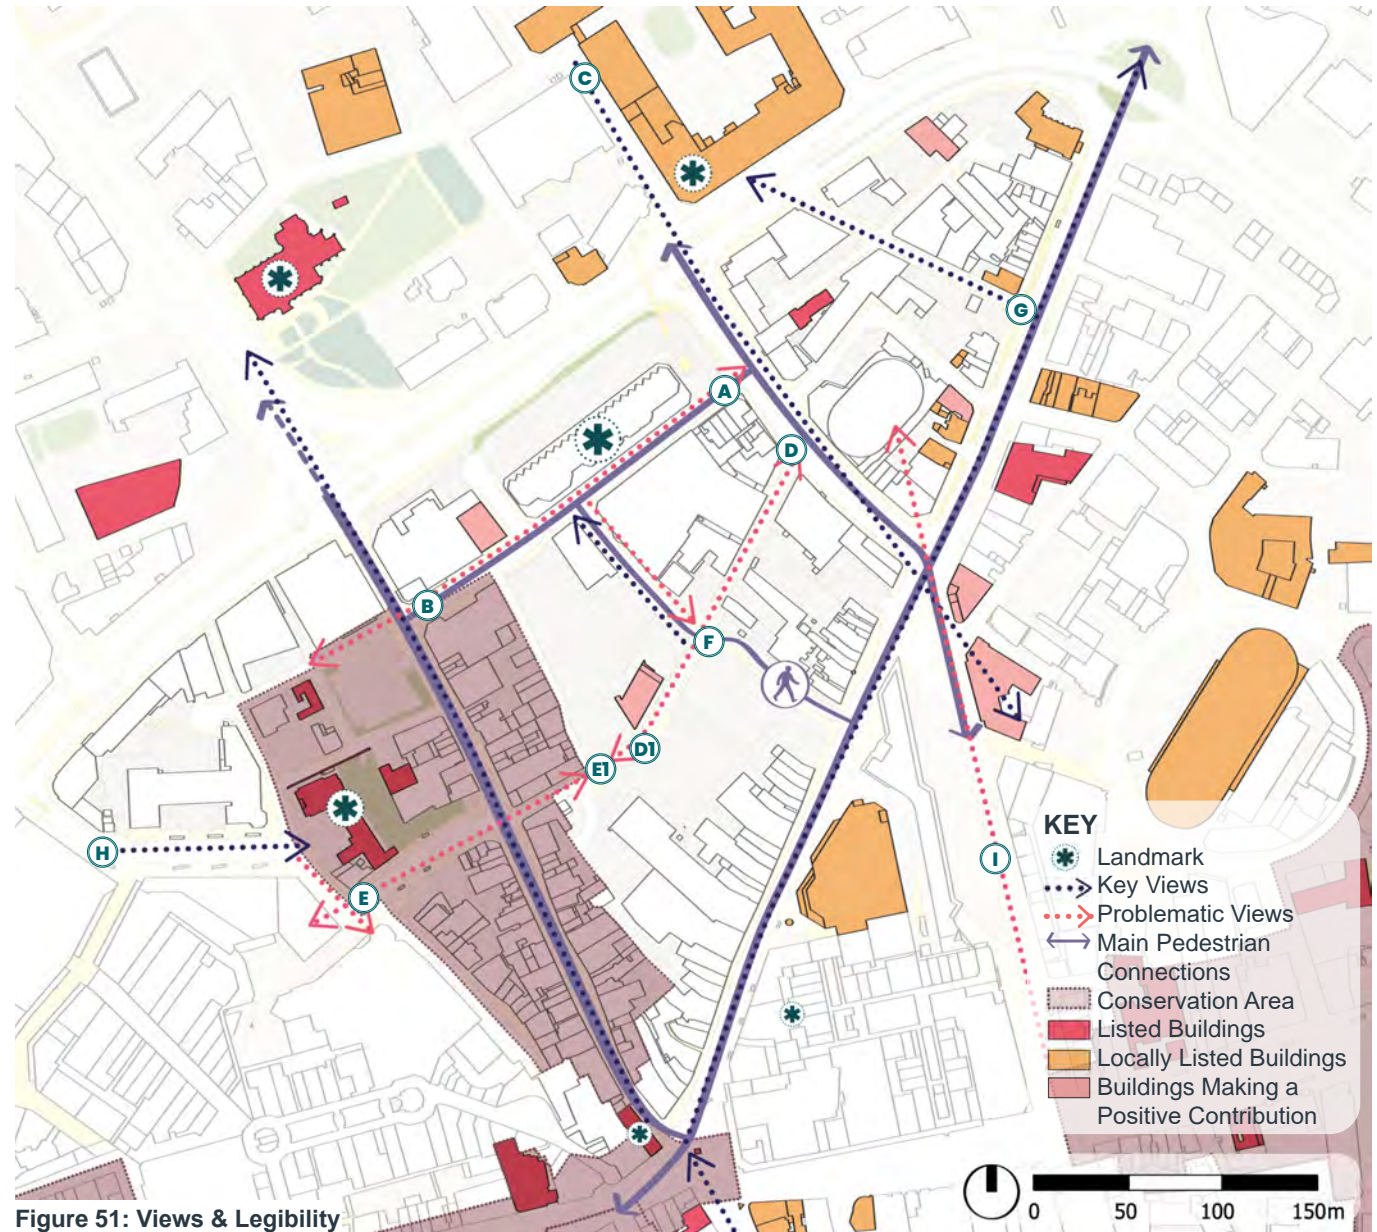 C
G
A
D
B
F
D1
E1
H
E
I
KEY
Landmark
Key Views
Problematic Views
Main Pedestrian
Connections
Conservation Area
Listed Buildings
Locally Listed Buildings
Buildings Making a
Positive Contribution
0 50 100 150m
Figure 51: Views & Legibility